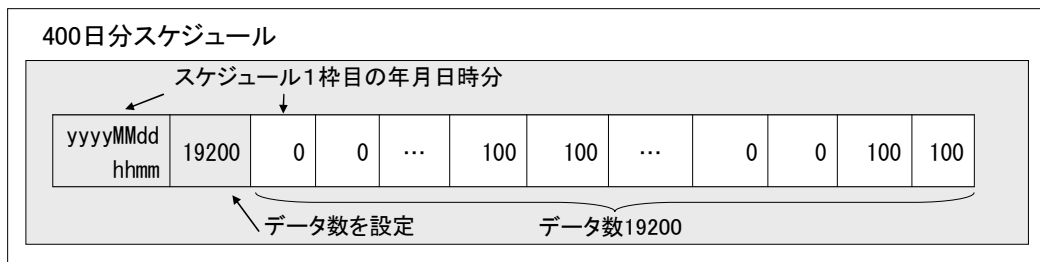 400日分スケジュール
スケジュール1枠目の年月日時分
yyyyMMdd
hhmm
19200 0 0 … 100 100 … 0 0 100 100
データ数を設定
データ数19200